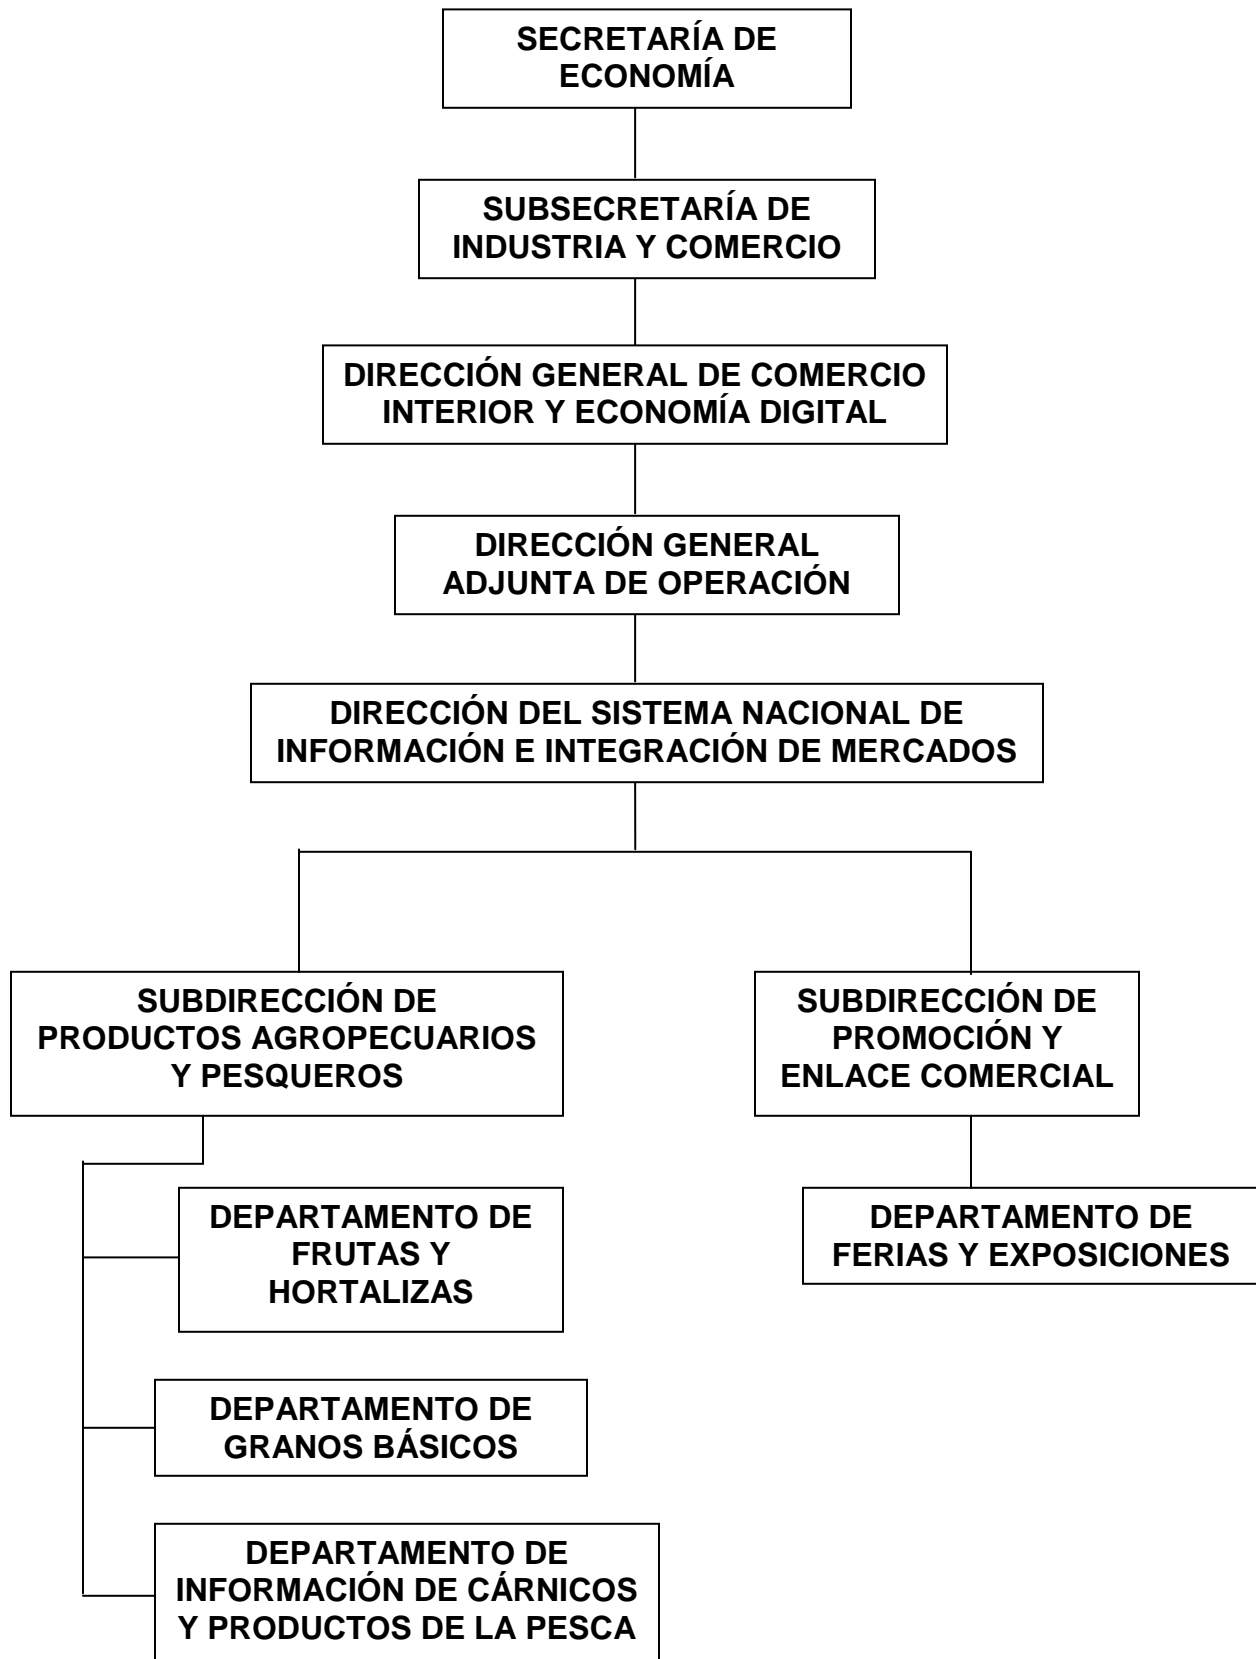 SECRETARÍA DE
ECONOMÍA
SUBSECRETARÍA DE
INDUSTRIA Y COMERCIO
DIRECCIÓN GENERAL DE COMERCIO
INTERIOR Y ECONOMÍA DIGITAL
DIRECCIÓN GENERAL
ADJUNTA DE OPERACIÓN
DIRECCIÓN DEL SISTEMA NACIONAL DE
INFORMACIÓN E INTEGRACIÓN DE MERCADOS
SUBDIRECCIÓN DE
PRODUCTOS AGROPECUARIOS
Y PESQUEROS
SUBDIRECCIÓN DE
PROMOCIÓN Y
ENLACE COMERCIAL
DEPARTAMENTO DE
FRUTAS Y
HORTALIZAS
DEPARTAMENTO DE
FERIAS Y EXPOSICIONES
DEPARTAMENTO DE
GRANOS BÁSICOS
DEPARTAMENTO DE
INFORMACIÓN DE CÁRNICOS
Y PRODUCTOS DE LA PESCA